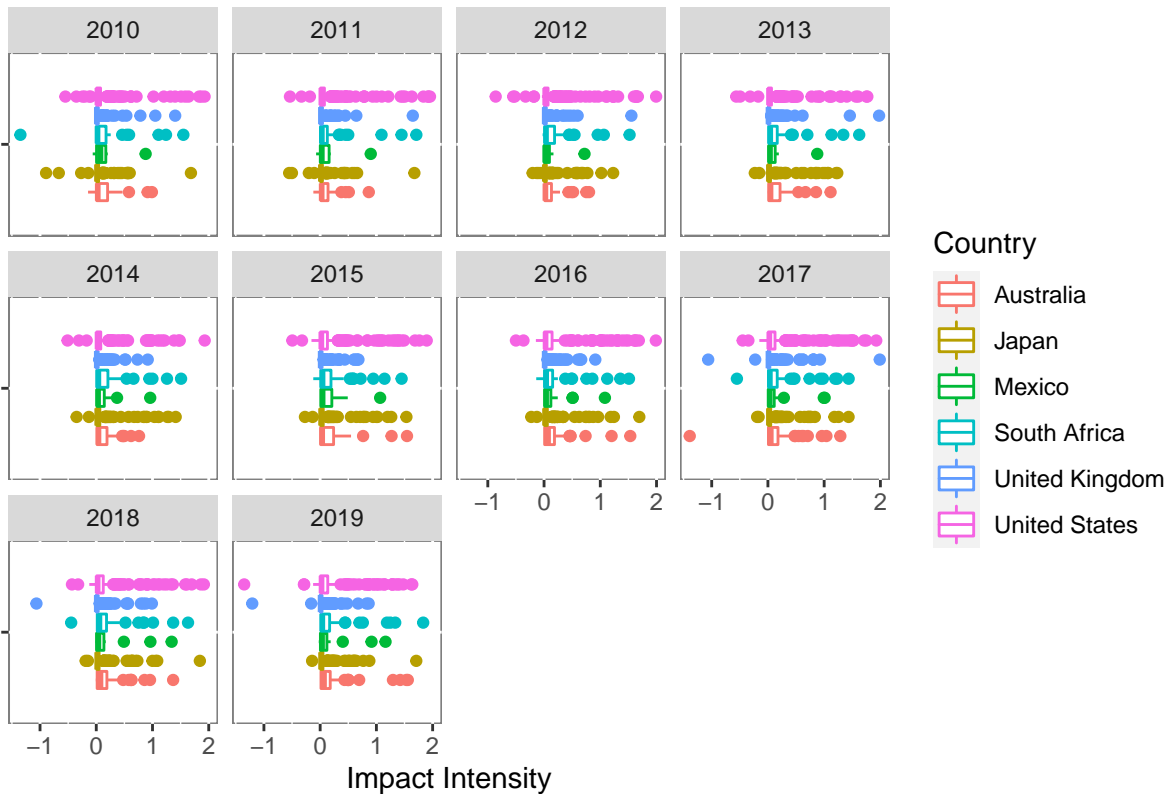 2010 2011 2012 2013
Country
Australia
2014 2015 2016 2017
Japan
Mexico
South Africa
United Kingdom
−1 0 1 2 −1 0 1 2
2018 2019
United States
−1 0 1 2 −1 0 1 2
Impact Intensity